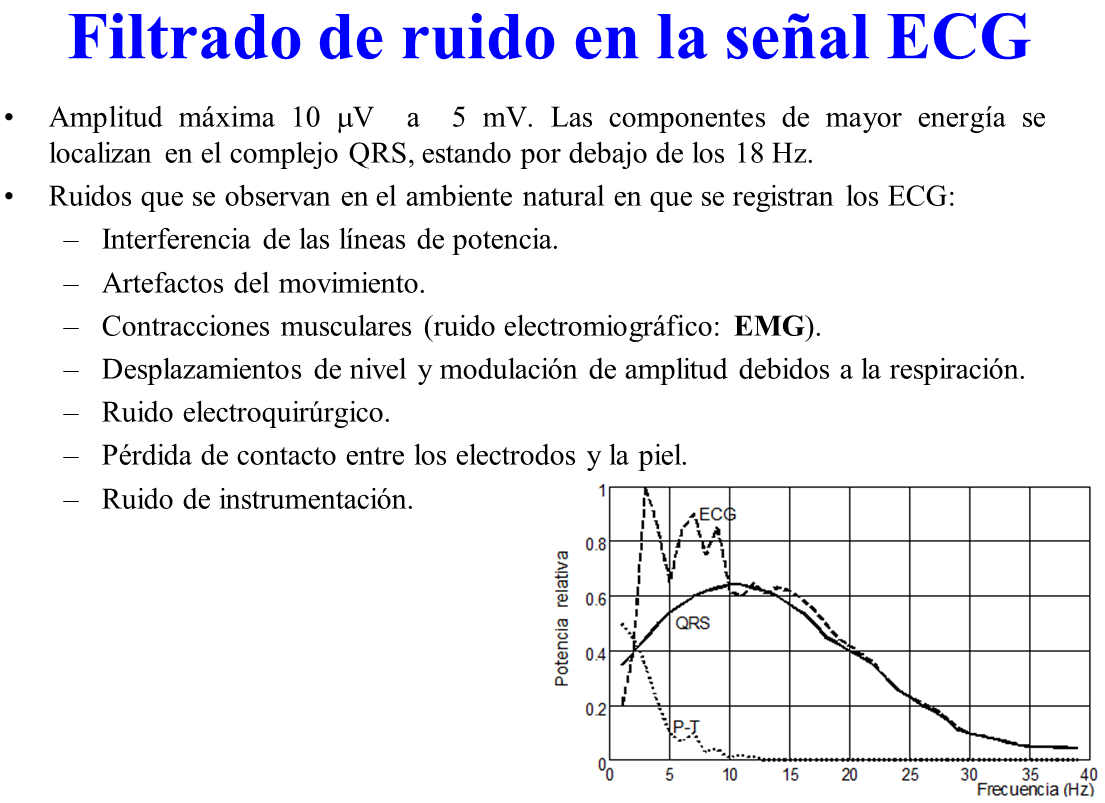 Filtrado de ruido en la señal ECG
• Amplitud máxima 10 μV a 5 mV. Las componentes de mayor energía se
localizan en el complejo QRS, estando por debajo de los 18 Hz.
• Ruidos que se observan en el ambiente natural en que se registran los ECG:
– Interferencia de las líneas de potencia.
– Artefactos del movimiento.
– Contracciones musculares (ruido electromiográfico: EMG).
– Desplazamientos de nivel y modulación de amplitud debidos a la respiración.
– Ruido electroquirúrgico.
– Pérdida de contacto entre los electrodos y la piel.
– Ruido de instrumentación.
Potencia relativa
1
0.8
0.6
0.4
0.2
0
ECG
QRS
P-T
0 5 10 15 20 25 30 35 40
Frecuencia (Hz)